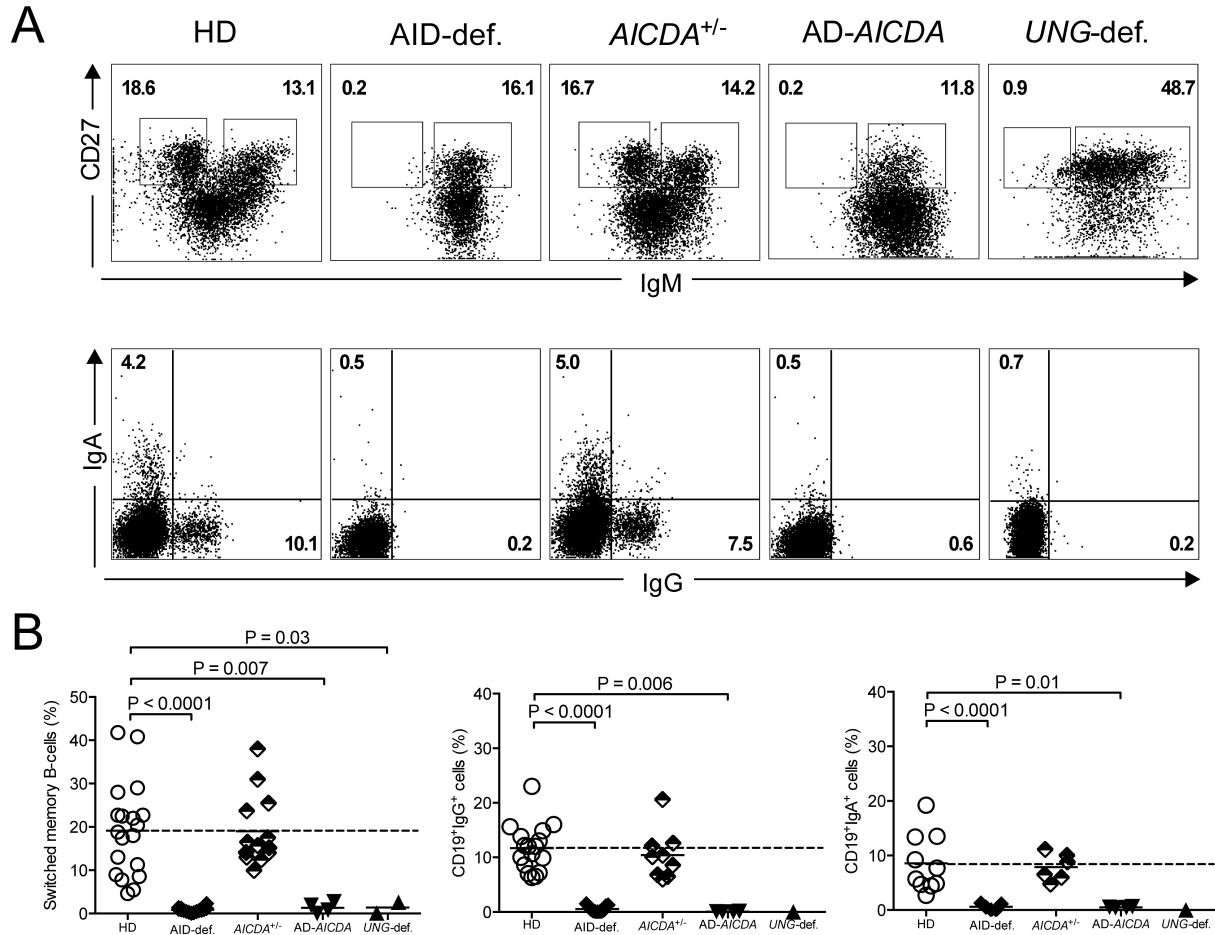 A
HD AID-def. AICDA+/- AD-AICDA UNG-def.
18.6 13.1 0.2 16.1 16.7 14.2 0.2 11.8 0.9 48.7
CD27
IgM
4.2 0.5 5.0 0.5 0.7
IgA
10.1 0.2 7.5 0.6 0.2
IgG
B
P = 0.03
P = 0.007
P < 0.0001
Switched memory B-cells (%)
50
40
30
20
10
0
HD AID-def. AICDA+/- AD-AICDA UNG-def.
P = 0.006
P < 0.0001
CD19+IgG+ cells (%)
40
30
20
10
0
HD AID-def. AICDA+/- AD-AICDA UNG-def.
P = 0.01
P < 0.0001
CD19+IgA+ cells (%)
40
30
20
10
0
HD AID-def. AICDA+/- AD-AICDA UNG-def.